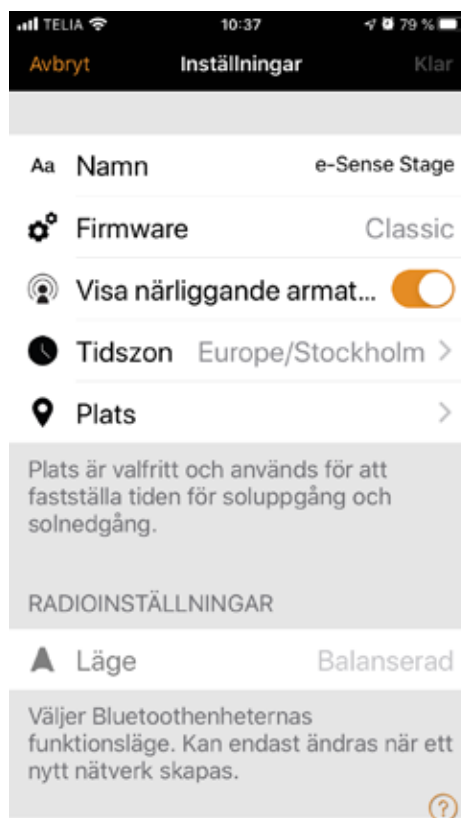 TELIA 10:37 79 %
Avbryt Inställningar Klar
Aa Namn e-Sense Stage
Firmware Classic
Visa närliggande armat...
Tidszon Europe/Stockholm >
Plats >
Plats är valfritt och används för att
fastställa tiden för soluppgång och
solnedgång.
RADIOINSTÄLLNINGAR
Läge Balanserad
Väljer Bluetoothenheternas
funktionsläge. Kan endast ändras när ett
nytt nätverk skapas.
?